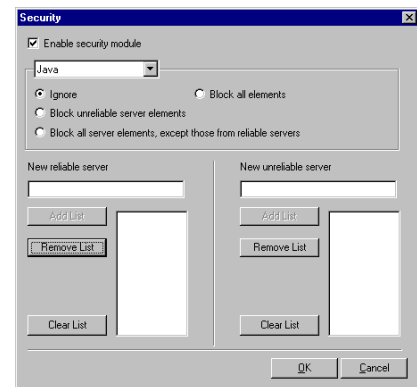 Security
Enable security module
Java
Ignore
Block all elements
Block unreliable server elements
Block all server elements, except those from reliable servers
New reliable server
New unreliable server
Add List
Add List
Remove List
Remove List
Clear List
Clear List
OK
Cancel